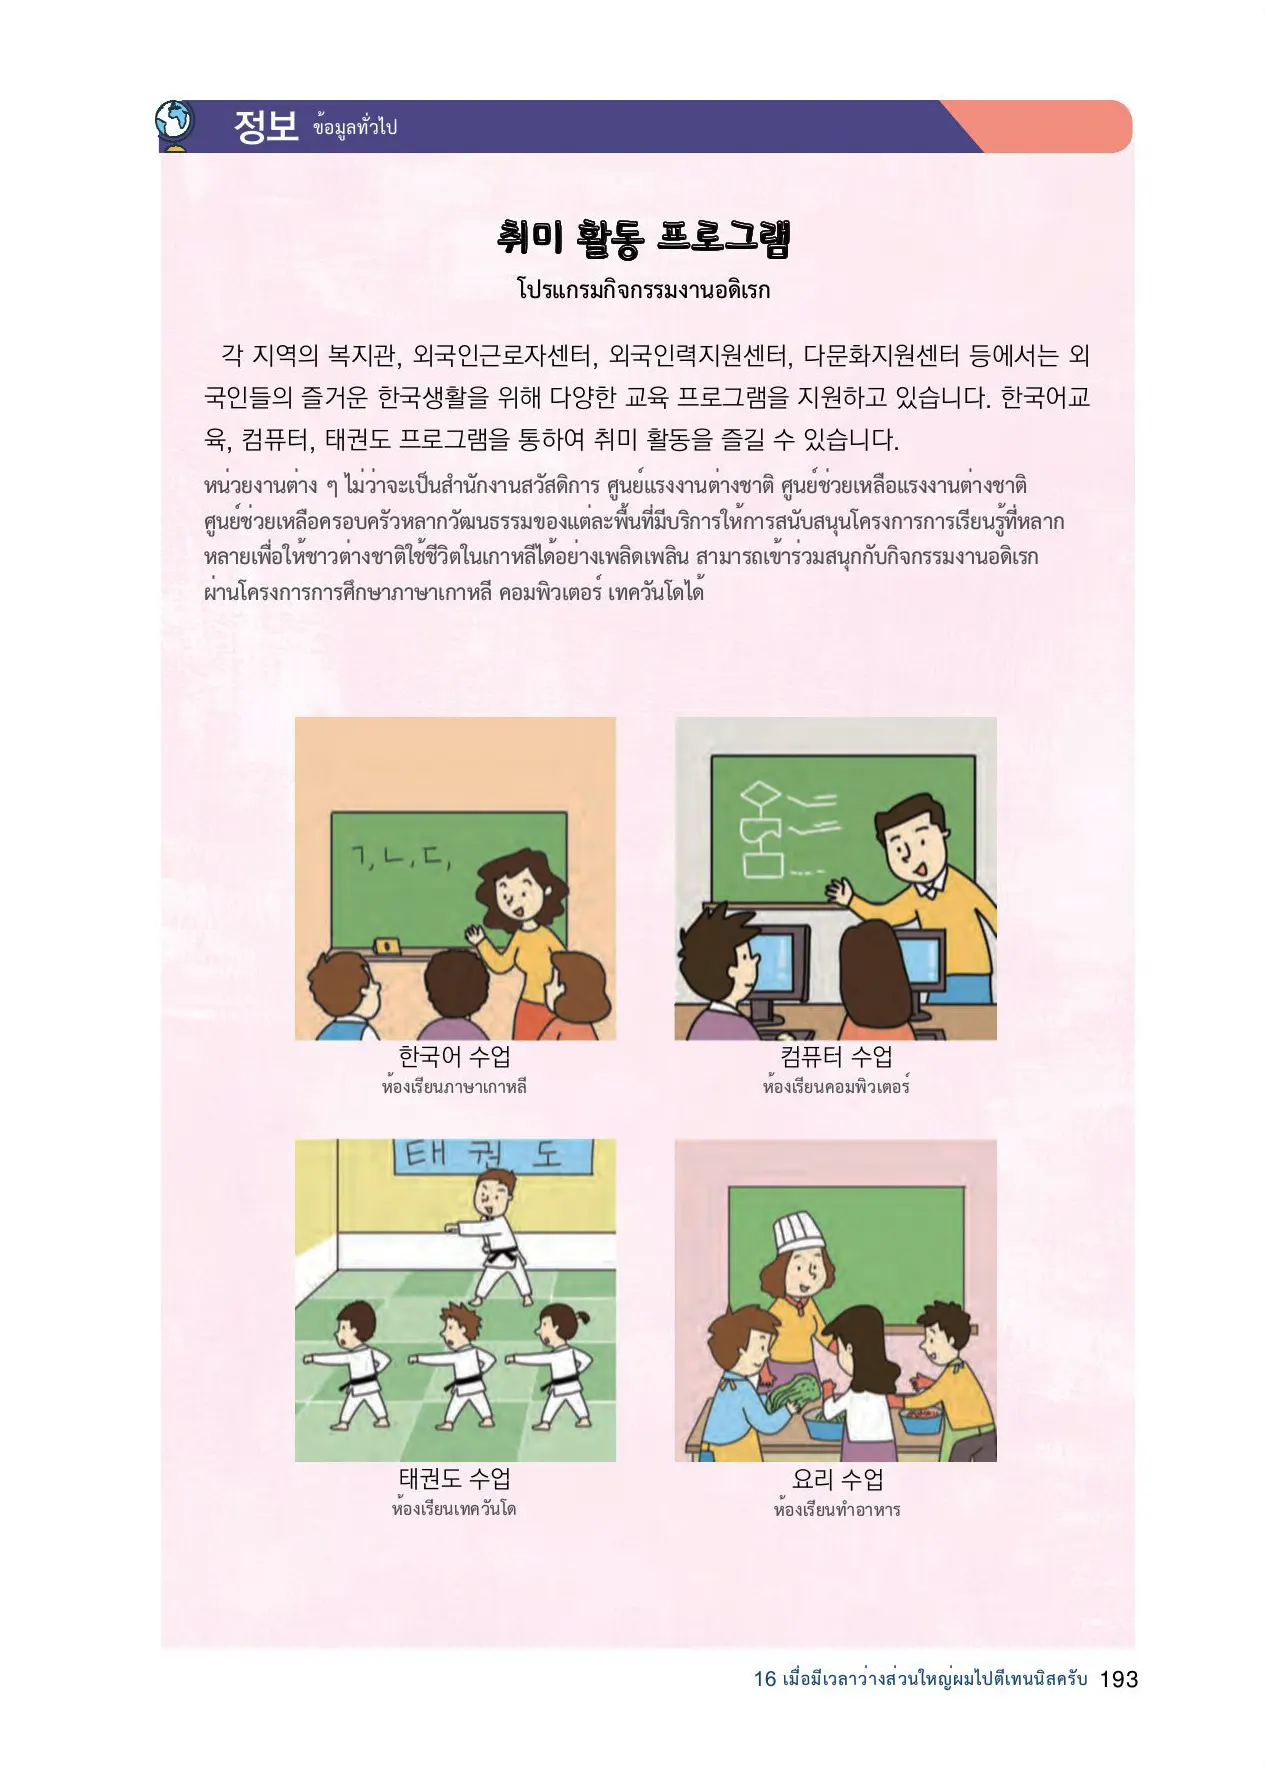 정보 ข้อมูลทั่วไป
취미 활동 프로그램
โปรแกรมกิจกรรมงานอดิเรก
각 지역의 복지관, 외국인근로자센터, 외국인력지원센터, 다문화지원센터 등에서는 외
국인들의 즐거운 한국생활을 위해 다양한 교육 프로그램을 지원하고 있습니다. 한국어교
육, 컴퓨터, 태권도 프로그램을 통하여 취미 활동을 즐길 수 있습니다.
หน่วยงานต่าง ๆ ไม่ว่าจะเป็นสำนักงานสวัสดิการ ศูนย์แรงงานต่างชาติ ศูนย์ช่วยเหลือแรงงานต่างชาติ
ศูนย์ช่วยเหลือครอบครัวหลากวัฒนธรรมของแต่ละพื้นที่มีบริการให้การสนับสนุนโครงการการเรียนรู้ที่หลาก
หลายเพื่อให้ชาวต่างชาติใช้ชีวิตในเกาหลีได้อย่างเพลิดเพลิน สามารถเข้าร่วมสนุกกับกิจกรรมงานอดิเรก
ผ่านโครงการการศึกษาภาษาเกาหลี คอมพิวเตอร์ เทควันโดได้
ㄱ, ㄴ, ㄷ,
한국어 수업
ห้องเรียนภาษาเกาหลี
컴퓨터 수업
ห้องเรียนคอมพิวเตอร์
태권도
태권도 수업
ห้องเรียนเทควันโด
요리 수업
ห้องเรียนทำอาหาร
16 เมื่อมีเวลาว่างส่วนใหญ่ผมไปตีเทนนิสครับ 193